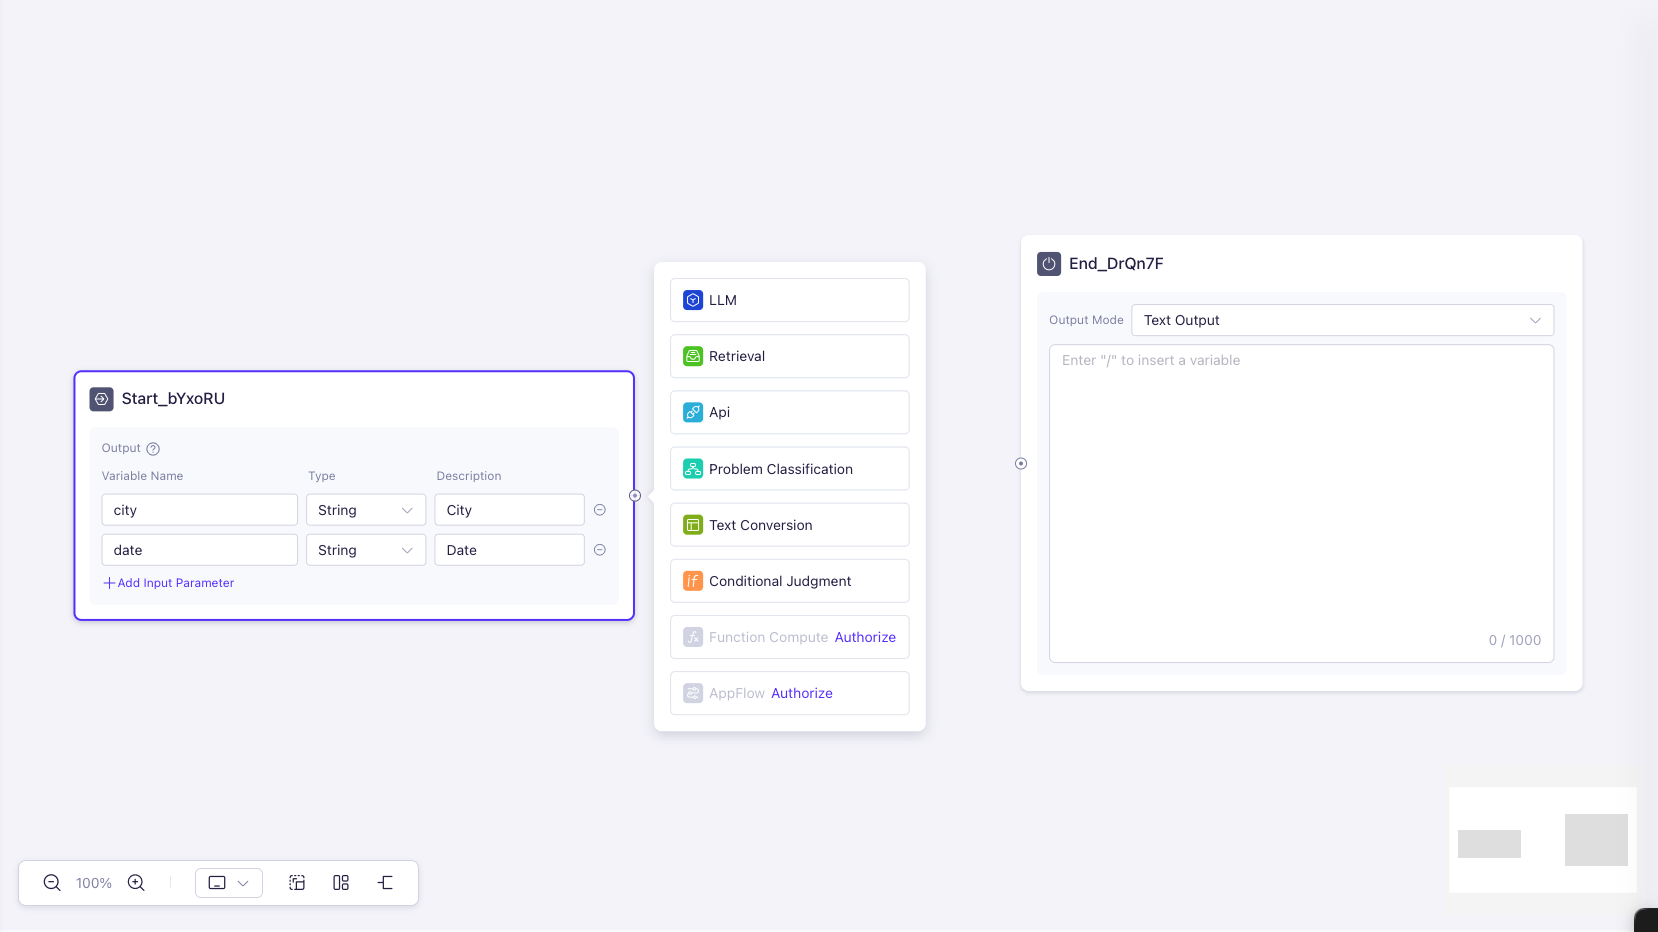 Start_bYxoRU
Output
Variable Name Type Description
city String City
date String Date
Add Input Parameter
LLM
Retrieval
Api
Problem Classification
Text Conversion
if Conditional Judgment
fx Function Compute Authorize
AppFlow Authorize
End_DrQn7F
Output Mode Text Output
Enter "/" to insert a variable
0 / 1000
100%